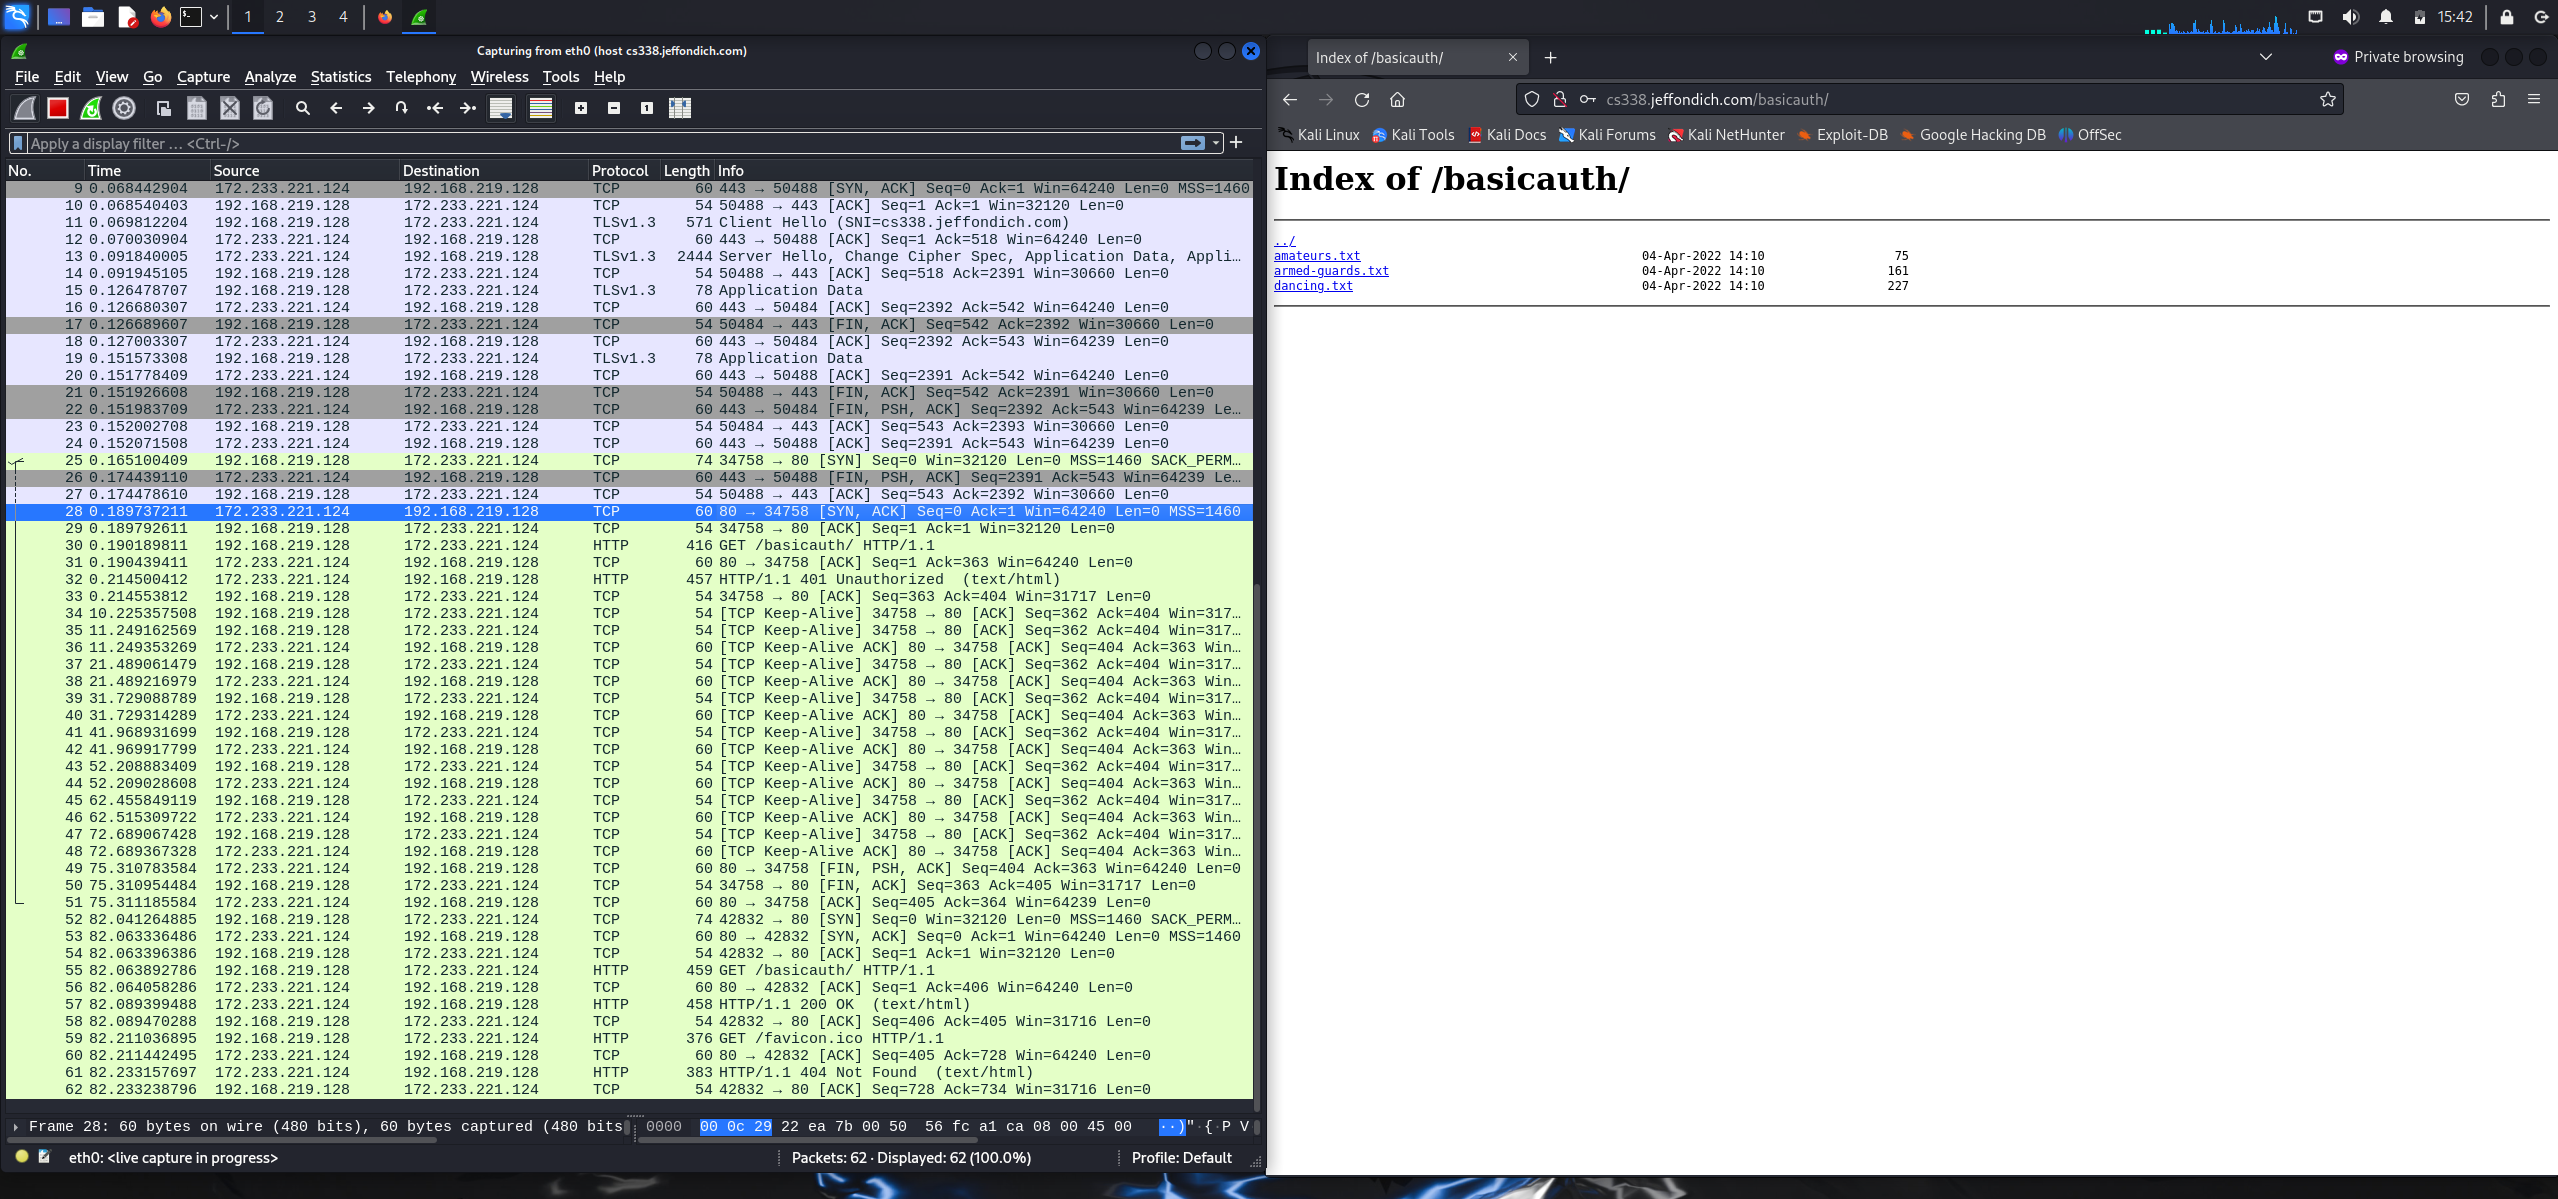 1 2 3 4 15:42
Capturing from eth0 (host cs338.jeffondich.com)
File Edit View Go Capture Analyze Statistics Telephony Wireless Tools Help
Apply a display filter … <Ctrl-/>
No. Time Source Destination Protocol Length Info
9 0.068442904 172.233.221.124 192.168.219.128 TCP 60 443 → 50488 [SYN, ACK] Seq=0 Ack=1 Win=64240 Len=0 MSS=1460
10 0.068540403 192.168.219.128 172.233.221.124 TCP 54 50488 → 443 [ACK] Seq=1 Ack=1 Win=32120 Len=0
11 0.069812204 192.168.219.128 172.233.221.124 TLSv1.3 571 Client Hello (SNI=cs338.jeffondich.com)
12 0.070030904 172.233.221.124 192.168.219.128 TCP 60 443 → 50488 [ACK] Seq=1 Ack=518 Win=64240 Len=0
13 0.091840005 172.233.221.124 192.168.219.128 TLSv1.3 2444 Server Hello, Change Cipher Spec, Application Data, Appli…
14 0.091945105 192.168.219.128 172.233.221.124 TCP 54 50488 → 443 [ACK] Seq=518 Ack=2391 Win=30660 Len=0
15 0.126478707 192.168.219.128 172.233.221.124 TLSv1.3 78 Application Data
16 0.126680307 172.233.221.124 192.168.219.128 TCP 60 443 → 50484 [ACK] Seq=2392 Ack=542 Win=64240 Len=0
17 0.126689607 192.168.219.128 172.233.221.124 TCP 54 50484 → 443 [FIN, ACK] Seq=542 Ack=2392 Win=30660 Len=0
18 0.127003307 172.233.221.124 192.168.219.128 TCP 60 443 → 50484 [ACK] Seq=2392 Ack=543 Win=64239 Len=0
19 0.151573308 192.168.219.128 172.233.221.124 TLSv1.3 78 Application Data
20 0.151778409 172.233.221.124 192.168.219.128 TCP 60 443 → 50488 [ACK] Seq=2391 Ack=542 Win=64240 Len=0
21 0.151926608 192.168.219.128 172.233.221.124 TCP 54 50488 → 443 [FIN, ACK] Seq=542 Ack=2391 Win=30660 Len=0
22 0.151983709 172.233.221.124 192.168.219.128 TCP 60 443 → 50484 [FIN, PSH, ACK] Seq=2392 Ack=543 Win=64239 Le…
23 0.152002708 192.168.219.128 172.233.221.124 TCP 54 50484 → 443 [ACK] Seq=543 Ack=2393 Win=30660 Len=0
24 0.152071508 172.233.221.124 192.168.219.128 TCP 60 443 → 50488 [ACK] Seq=2391 Ack=543 Win=64239 Len=0
25 0.165100409 192.168.219.128 172.233.221.124 TCP 74 34758 → 80 [SYN] Seq=0 Win=32120 Len=0 MSS=1460 SACK_PERM…
26 0.174439110 172.233.221.124 192.168.219.128 TCP 60 443 → 50488 [FIN, PSH, ACK] Seq=2391 Ack=543 Win=64239 Le…
27 0.174478610 192.168.219.128 172.233.221.124 TCP 54 50488 → 443 [ACK] Seq=543 Ack=2392 Win=30660 Len=0
28 0.189737211 172.233.221.124 192.168.219.128 TCP 60 80 → 34758 [SYN, ACK] Seq=0 Ack=1 Win=64240 Len=0 MSS=1460
29 0.189792611 192.168.219.128 172.233.221.124 TCP 54 34758 → 80 [ACK] Seq=1 Ack=1 Win=32120 Len=0
30 0.190189811 192.168.219.128 172.233.221.124 HTTP 416 GET /basicauth/ HTTP/1.1
31 0.190439411 172.233.221.124 192.168.219.128 TCP 60 80 → 34758 [ACK] Seq=1 Ack=363 Win=64240 Len=0
32 0.214500412 172.233.221.124 192.168.219.128 HTTP 457 HTTP/1.1 401 Unauthorized (text/html)
33 0.214553812 192.168.219.128 172.233.221.124 TCP 54 34758 → 80 [ACK] Seq=363 Ack=404 Win=31717 Len=0
34 10.225357508 192.168.219.128 172.233.221.124 TCP 54 [TCP Keep-Alive] 34758 → 80 [ACK] Seq=362 Ack=404 Win=317…
35 11.249162569 192.168.219.128 172.233.221.124 TCP 54 [TCP Keep-Alive] 34758 → 80 [ACK] Seq=362 Ack=404 Win=317…
36 11.249353269 172.233.221.124 192.168.219.128 TCP 60 [TCP Keep-Alive ACK] 80 → 34758 [ACK] Seq=404 Ack=363 Win…
37 21.489061479 192.168.219.128 172.233.221.124 TCP 54 [TCP Keep-Alive] 34758 → 80 [ACK] Seq=362 Ack=404 Win=317…
38 21.489216979 172.233.221.124 192.168.219.128 TCP 60 [TCP Keep-Alive ACK] 80 → 34758 [ACK] Seq=404 Ack=363 Win…
39 31.729088789 192.168.219.128 172.233.221.124 TCP 54 [TCP Keep-Alive] 34758 → 80 [ACK] Seq=362 Ack=404 Win=317…
40 31.729314289 172.233.221.124 192.168.219.128 TCP 60 [TCP Keep-Alive ACK] 80 → 34758 [ACK] Seq=404 Ack=363 Win…
41 41.968931699 192.168.219.128 172.233.221.124 TCP 54 [TCP Keep-Alive] 34758 → 80 [ACK] Seq=362 Ack=404 Win=317…
42 41.969917799 172.233.221.124 192.168.219.128 TCP 60 [TCP Keep-Alive ACK] 80 → 34758 [ACK] Seq=404 Ack=363 Win…
43 52.208883409 192.168.219.128 172.233.221.124 TCP 54 [TCP Keep-Alive] 34758 → 80 [ACK] Seq=362 Ack=404 Win=317…
44 52.209028608 172.233.221.124 192.168.219.128 TCP 60 [TCP Keep-Alive ACK] 80 → 34758 [ACK] Seq=404 Ack=363 Win…
45 62.455849119 192.168.219.128 172.233.221.124 TCP 54 [TCP Keep-Alive] 34758 → 80 [ACK] Seq=362 Ack=404 Win=317…
46 62.515309722 172.233.221.124 192.168.219.128 TCP 60 [TCP Keep-Alive ACK] 80 → 34758 [ACK] Seq=404 Ack=363 Win…
47 72.689067428 192.168.219.128 172.233.221.124 TCP 54 [TCP Keep-Alive] 34758 → 80 [ACK] Seq=362 Ack=404 Win=317…
48 72.689367328 172.233.221.124 192.168.219.128 TCP 60 [TCP Keep-Alive ACK] 80 → 34758 [ACK] Seq=404 Ack=363 Win…
49 75.310783584 172.233.221.124 192.168.219.128 TCP 60 80 → 34758 [FIN, PSH, ACK] Seq=404 Ack=363 Win=64240 Len=0
50 75.310954484 192.168.219.128 172.233.221.124 TCP 54 34758 → 80 [FIN, ACK] Seq=363 Ack=405 Win=31717 Len=0
51 75.311185584 172.233.221.124 192.168.219.128 TCP 60 80 → 34758 [ACK] Seq=405 Ack=364 Win=64239 Len=0
52 82.041264885 192.168.219.128 172.233.221.124 TCP 74 42832 → 80 [SYN] Seq=0 Win=32120 Len=0 MSS=1460 SACK_PERM…
53 82.063336486 172.233.221.124 192.168.219.128 TCP 60 80 → 42832 [SYN, ACK] Seq=0 Ack=1 Win=64240 Len=0 MSS=1460
54 82.063396386 192.168.219.128 172.233.221.124 TCP 54 42832 → 80 [ACK] Seq=1 Ack=1 Win=32120 Len=0
55 82.063892786 192.168.219.128 172.233.221.124 HTTP 459 GET /basicauth/ HTTP/1.1
56 82.064058286 172.233.221.124 192.168.219.128 TCP 60 80 → 42832 [ACK] Seq=1 Ack=406 Win=64240 Len=0
57 82.089399488 172.233.221.124 192.168.219.128 HTTP 458 HTTP/1.1 200 OK (text/html)
58 82.089470288 192.168.219.128 172.233.221.124 TCP 54 42832 → 80 [ACK] Seq=406 Ack=405 Win=31716 Len=0
59 82.211036895 192.168.219.128 172.233.221.124 HTTP 376 GET /favicon.ico HTTP/1.1
60 82.211442495 172.233.221.124 192.168.219.128 TCP 60 80 → 42832 [ACK] Seq=405 Ack=728 Win=64240 Len=0
61 82.233157697 172.233.221.124 192.168.219.128 HTTP 383 HTTP/1.1 404 Not Found (text/html)
62 82.233238796 192.168.219.128 172.233.221.124 TCP 54 42832 → 80 [ACK] Seq=728 Ack=734 Win=31716 Len=0
Frame 28: 60 bytes on wire (480 bits), 60 bytes captured (480 bits
0000 00 0c 29 22 ea 7b 00 50 56 fc a1 ca 08 00 45 00 ··)"·{·P V
eth0: <live capture in progress>
Packets: 62 · Displayed: 62 (100.0%)
Profile: Default
Index of /basicauth/
Private browsing
cs338.jeffondich.com/basicauth/
Kali Linux Kali Tools Kali Docs Kali Forums Kali NetHunter Exploit-DB Google Hacking DB OffSec
Index of /basicauth/
../
amateurs.txt 04-Apr-2022 14:10 75
armed-guards.txt 04-Apr-2022 14:10 161
dancing.txt 04-Apr-2022 14:10 227